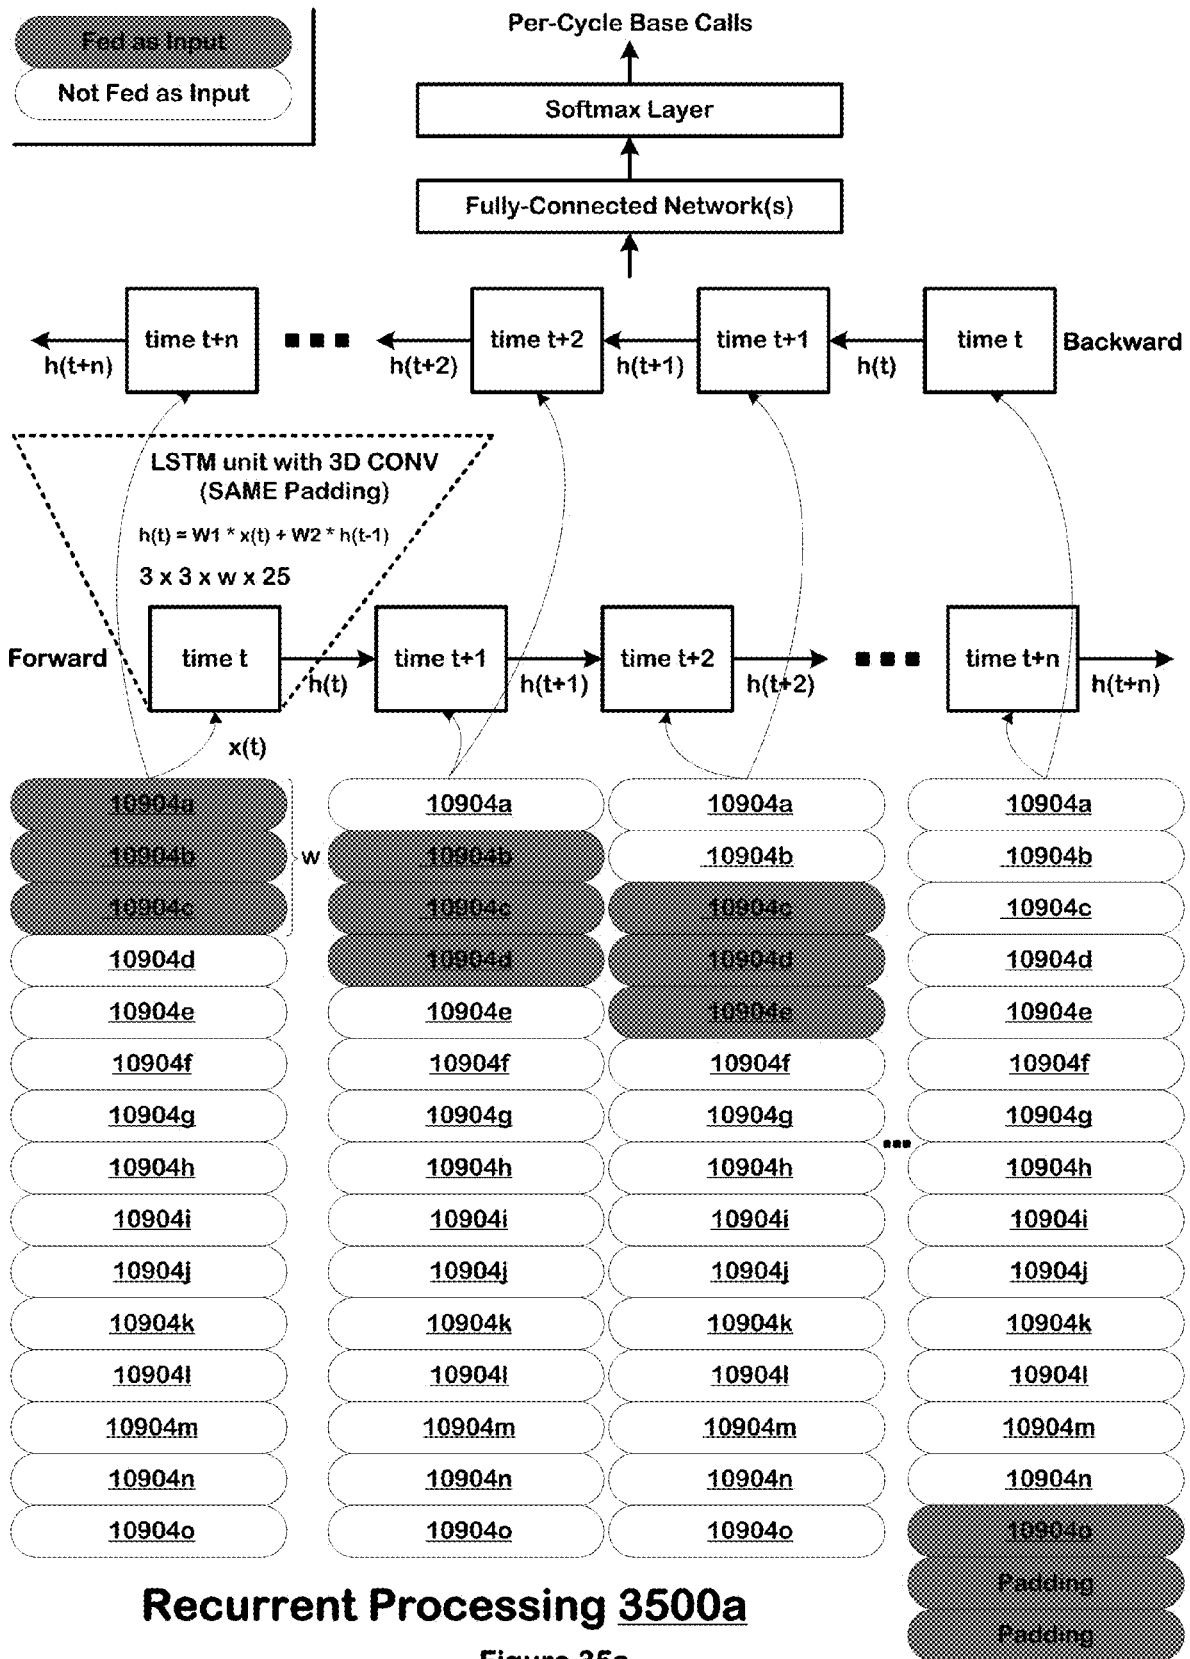 Fed as Input
Not Fed as Input
Per-Cycle Base Calls
Softmax Layer
Fully-Connected Network(s)
time t+n
time t+2
time t+1
time t
Backward
h(t+n)
h(t+2)
h(t+1)
h(t)
LSTM unit with 3D CONV
(SAME Padding)
h(t) = W1 * x(t) + W2 * h(t-1)
3 x 3 x w x 25
Forward
time t
time t+1
time t+2
time t+n
h(t)
h(t+1)
h(t+2)
h(t+n)
x(t)
w
10904a
10904b
10904c
10904d
10904e
10904f
10904g
10904h
10904i
10904j
10904k
10904l
10904m
10904n
10904o
10904a
10904b
10904c
10904d
10904e
10904f
10904g
10904h
10904i
10904j
10904k
10904l
10904m
10904n
10904o
10904a
10904b
10904c
10904d
10904e
10904f
10904g
10904h
10904i
10904j
10904k
10904l
10904m
10904n
10904o
10904a
10904b
10904c
10904d
10904e
10904f
10904g
10904h
10904i
10904j
10904k
10904l
10904m
10904n
10904o
Padding
Padding
Recurrent Processing 3500a
Figure 35a